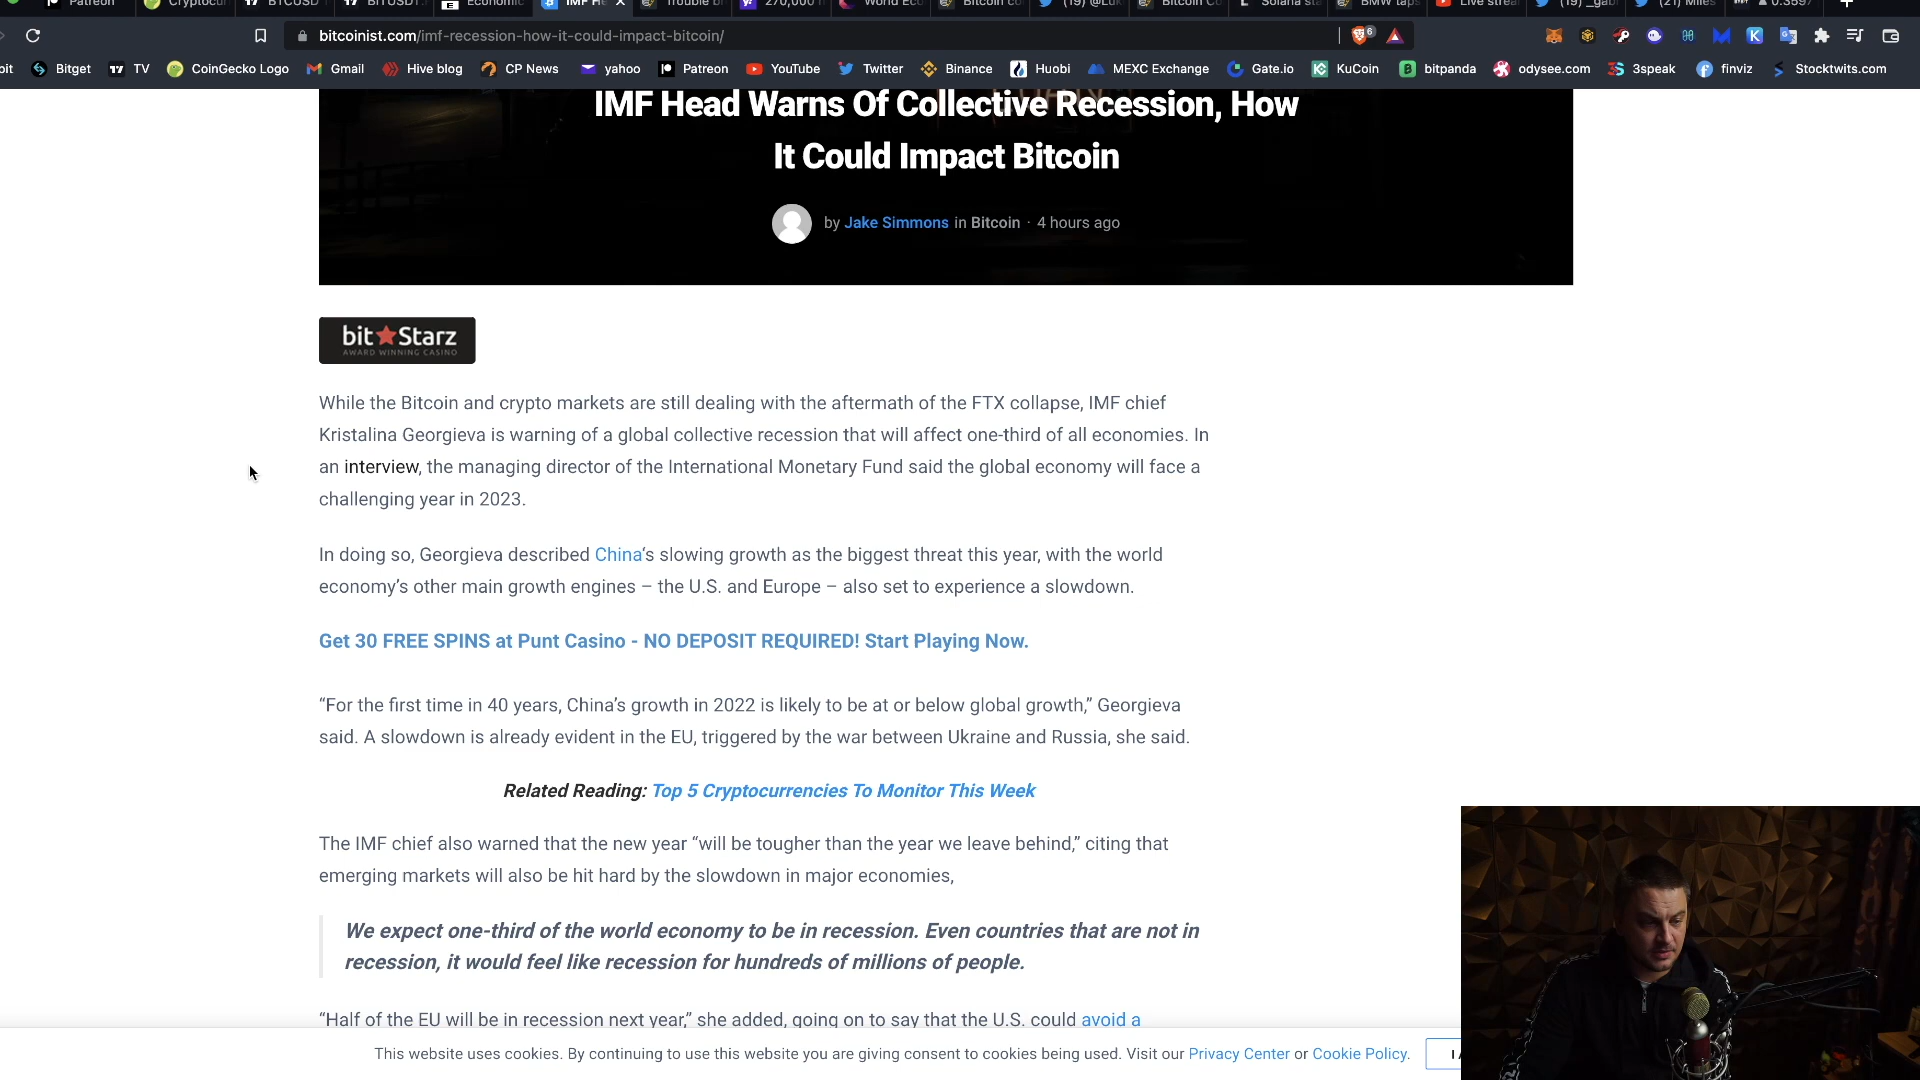 Patreon
BTCUSD
BTTUSDT.
Economic
IMF He
Trouble b
270,000
World Eco
Bitcoin co
(19) @Luk
Bitcoin C
Solana sta
BMW taps
Live strea
(19) _gab
(21) Miles
bitcoinist.com/imf-recession-how-it-could-impact-bitcoin/
6
Bitget
TV
CoinGecko Logo
Gmail
Hive blog
CP News
yahoo
Patreon
YouTube
Twitter
Binance
Huobi
MEXC Exchange
Gate.io
KuCoin
bitpanda
odysee.com
3speak
finviz
Stocktwits.com
IMF Head Warns Of Collective Recession, How
It Could Impact Bitcoin
by Jake Simmons in Bitcoin · 4 hours ago
bit Starz
AWARD WINNING CASINO
While the Bitcoin and crypto markets are still dealing with the aftermath of the FTX collapse, IMF chief
Kristalina Georgieva is warning of a global collective recession that will affect one-third of all economies. In
an interview, the managing director of the International Monetary Fund said the global economy will face a
challenging year in 2023.
In doing so, Georgieva described China‘s slowing growth as the biggest threat this year, with the world
economy’s other main growth engines – the U.S. and Europe – also set to experience a slowdown.
Get 30 FREE SPINS at Punt Casino - NO DEPOSIT REQUIRED! Start Playing Now.
“For the first time in 40 years, China’s growth in 2022 is likely to be at or below global growth,” Georgieva
said. A slowdown is already evident in the EU, triggered by the war between Ukraine and Russia, she said.
Related Reading: Top 5 Cryptocurrencies To Monitor This Week
The IMF chief also warned that the new year “will be tougher than the year we leave behind,” citing that
emerging markets will also be hit hard by the slowdown in major economies,
We expect one-third of the world economy to be in recession. Even countries that are not in
recession, it would feel like recession for hundreds of millions of people.
“Half of the EU will be in recession next year,” she added, going on to say that the U.S. could avoid a
This website uses cookies. By continuing to use this website you are giving consent to cookies being used. Visit our Privacy Center or Cookie Policy.